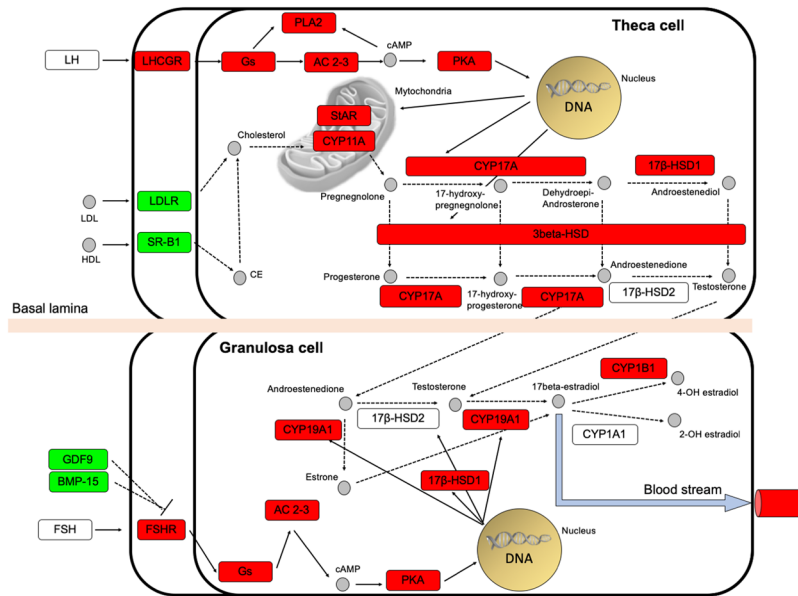 Theca cell
PLA2
cAMP
LH
LHCGR
Gs
AC 2-3
PKA
Nucleus
DNA
Mytochondria
StAR
Cholesterol
CYP11A
CYP17A
17β-HSD1
Pregnegnolone
17-hydroxy-
pregnegnolone
Dehydroepi-
Androsterone
Androestenediol
LDLR
LDL
SR-B1
HDL
3beta-HSD
CE
Progesterone
Androestenedione
Testosterone
CYP17A
17-hydroxy-
progesterone
CYP17A
17β-HSD2
Basal lamina
Granulosa cell
Androestenedione
Testosterone
17beta-estradiol
CYP1B1
4-OH estradiol
CYP19A1
17β-HSD2
CYP19A1
CYP1A1
2-OH estradiol
GDF9
BMP-15
Estrone
17β-HSD1
Blood stream
FSH
FSHR
AC 2-3
Nucleus
DNA
Gs
cAMP
PKA